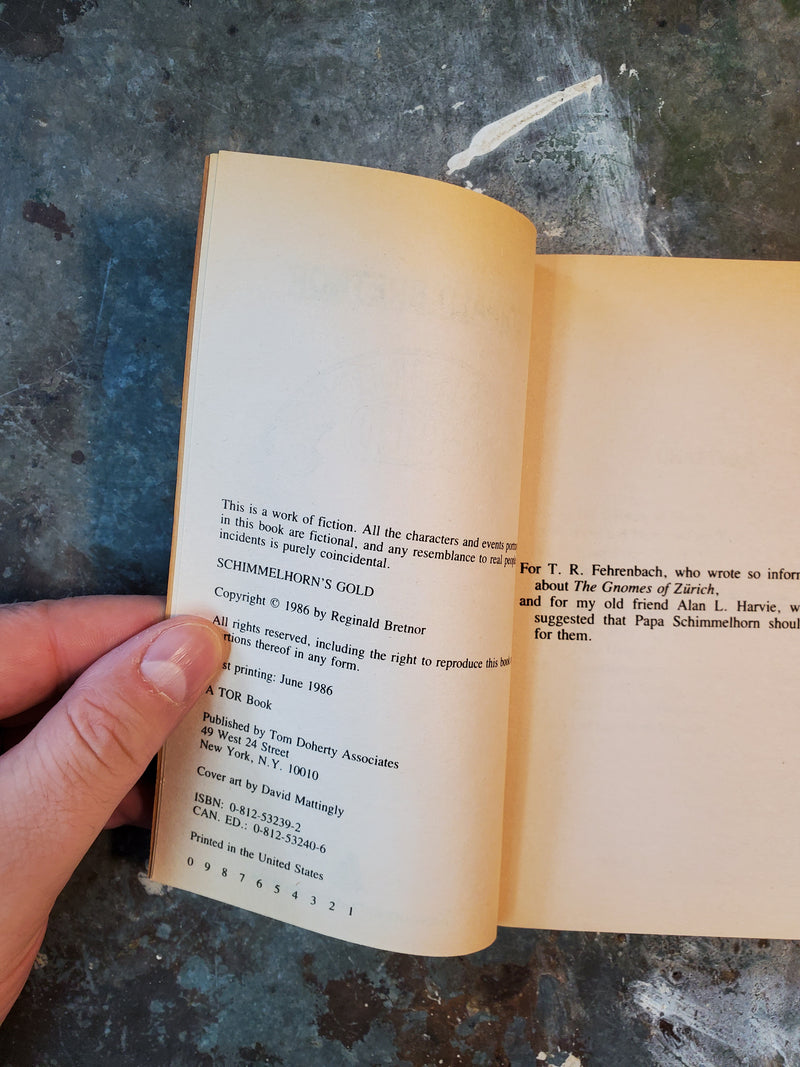 This is a work of fiction. All the characters and events
in this book are fictional, and any resemblance to real
incidents is purely coincidental.
SCHIMMELHORN'S GOLD
Copyright © 1986 by Reginald Bretnor
All rights reserved, including the right to reproduce this book
thereof in any form.
printing: June 1986
A TOR Book
Published by Tom Doherty Associates
49 West 24 Street
New York, N.Y. 10010
Cover art by David Mattingly
ISBN: 0-812-53239-2
CAN. ED.: 0-812-53240-6
Printed in the United States
0 9 8 7 6 5 4 3 2 1
For T. R. Fehrenbach, who wrote so
about The Gnomes of Zürich,
and for my old friend Alan L. Harvie,
suggested that Papa Schimmelhorn
for them.